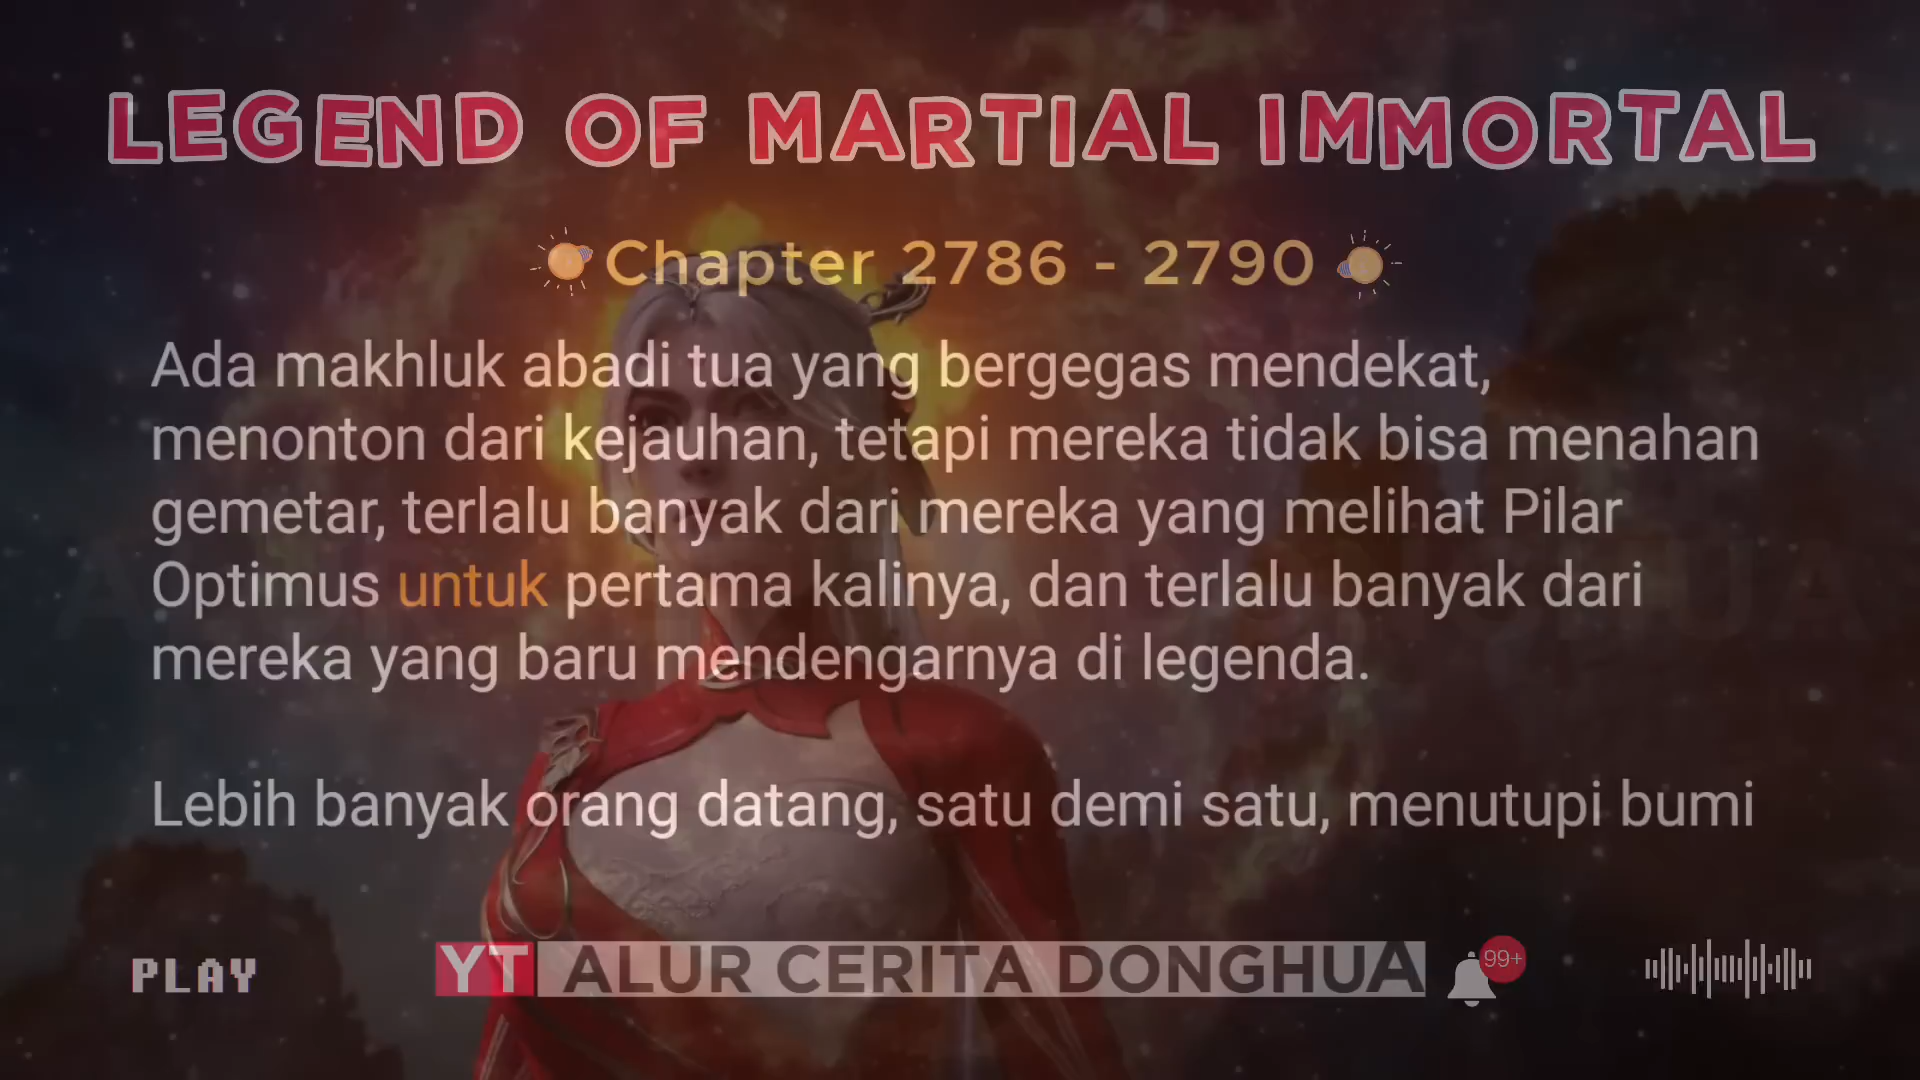 LEGEND OF MARTIAL IMMORTAL
Chapter 2786 - 2790
Ada makhluk abadi tua yang bergegas mendekat,
menonton dari kejauhan, tetapi mereka tidak bisa menahan
gemetar, terlalu banyak dari mereka yang melihat Pilar
Optimus untuk pertama kalinya, dan terlalu banyak dari
mereka yang baru mendengarnya di legenda.
Lebih banyak orang datang, satu demi satu, menutupi bumi
PLAY
YT ALUR CERITA DONGHUA
99+